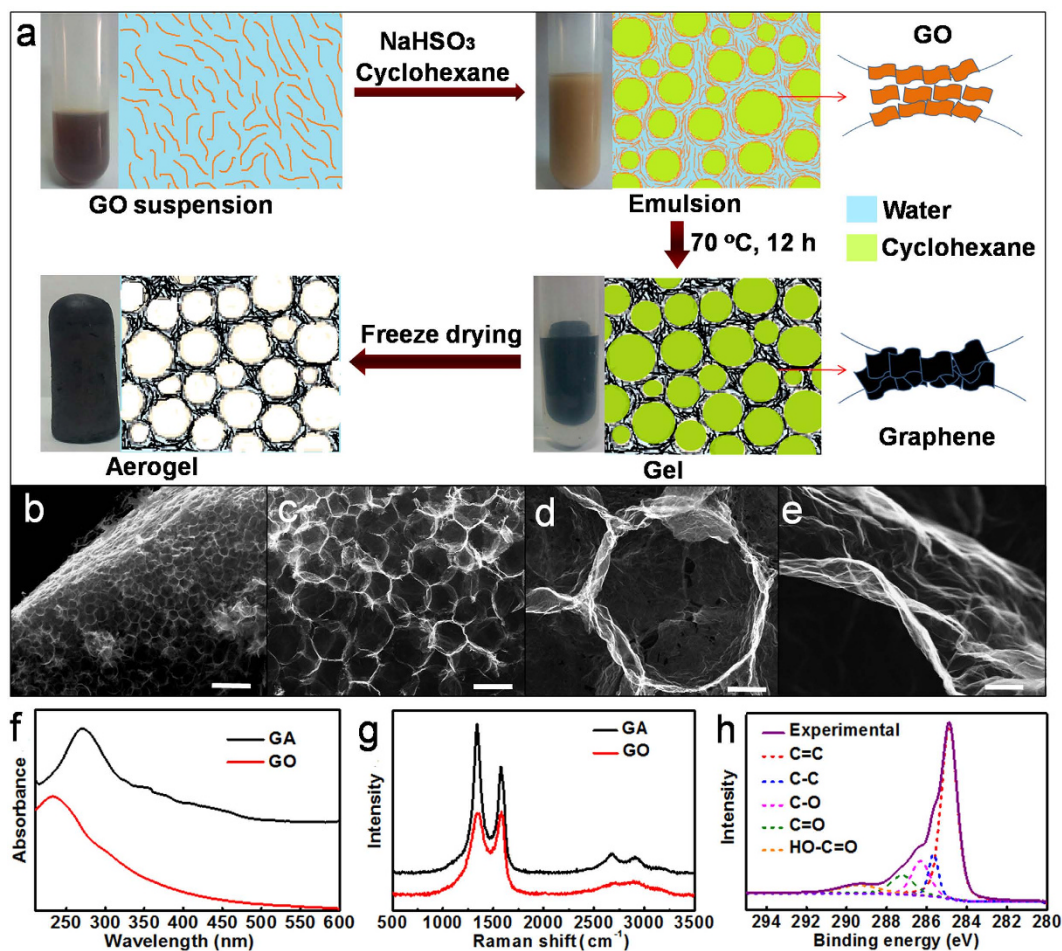 a
NaHSO₃
Cyclohexane
GO
GO suspension
Emulsion
Water
Cyclohexane
70 ºC, 12 h
Freeze drying
Aerogel
Gel
Graphene
b
c
d
e
f
GA
GO
Absorbance
250 300 350 400 450 500 550 600
Wavelength (nm)
g
GA
GO
Intensity
500 1000 1500 2000 2500 3000 3500
Raman shift (cm⁻¹)
h
Experimental
C=C
C-C
C-O
C=O
HO-C=O
Intensity
294 292 290 288 286 284 282 280
Binding energy (eV)